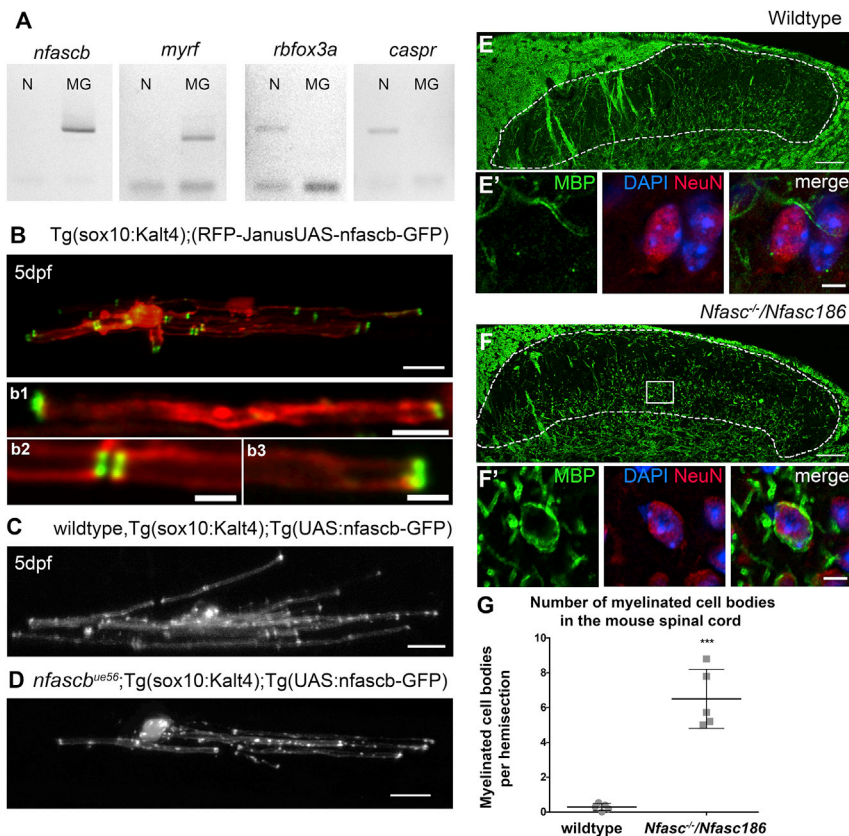 A
nfascb
myrf
rbfox3a
caspr
N MG
N MG
N MG
N MG
B
Tg(sox10:Kalt4);(RFP-JanusUAS-nfascb-GFP)
5dpf
b1
b2
b3
C
wildtype,Tg(sox10:Kalt4);Tg(UAS:nfascb-GFP)
5dpf
D
nfascbue56;Tg(sox10:Kalt4);Tg(UAS:nfascb-GFP)
Wildtype
E
E'
MBP
DAPI NeuN
merge
Nfasc-/-/Nfasc186
F
F'
MBP
DAPI NeuN
merge
G
Number of myelinated cell bodies
in the mouse spinal cord
Myelinated cell bodies
per hemisection
10
8
6
4
2
0
***
wildtype
Nfasc-/-/Nfasc186